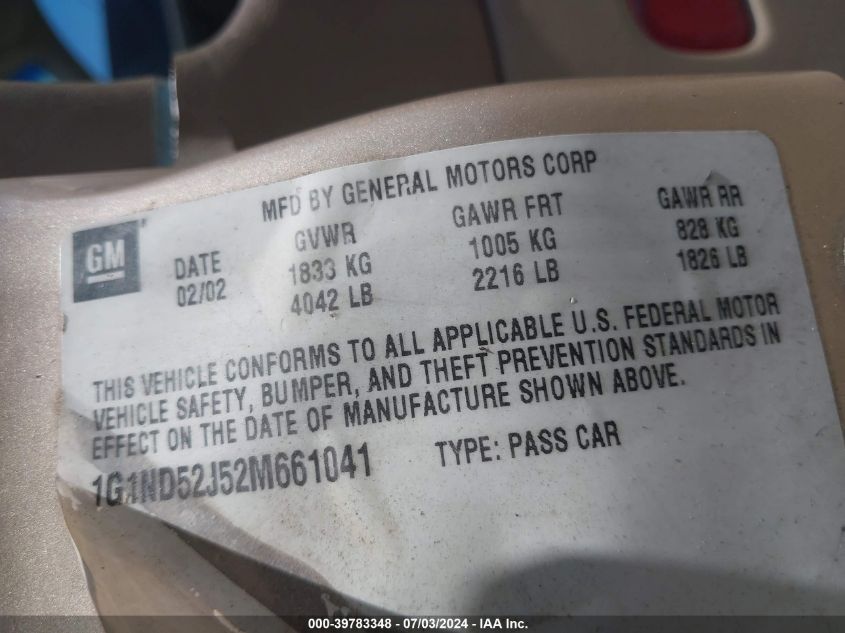 MFD BY GENERAL MOTORS CORP
GM
DATE GVWR GAWR FRT GAWR RR
02/02 1833 KG 1005 KG 828 KG
4042 LB 2216 LB 1826 LB
THIS VEHICLE CONFORMS TO ALL APPLICABLE U.S. FEDERAL MOTOR
VEHICLE SAFETY, BUMPER, AND THEFT PREVENTION STANDARDS IN
EFFECT ON THE DATE OF MANUFACTURE SHOWN ABOVE.
1G1ND52J52M661041 TYPE: PASS CAR
000-39783348 - 07/03/2024 - IAA Inc.